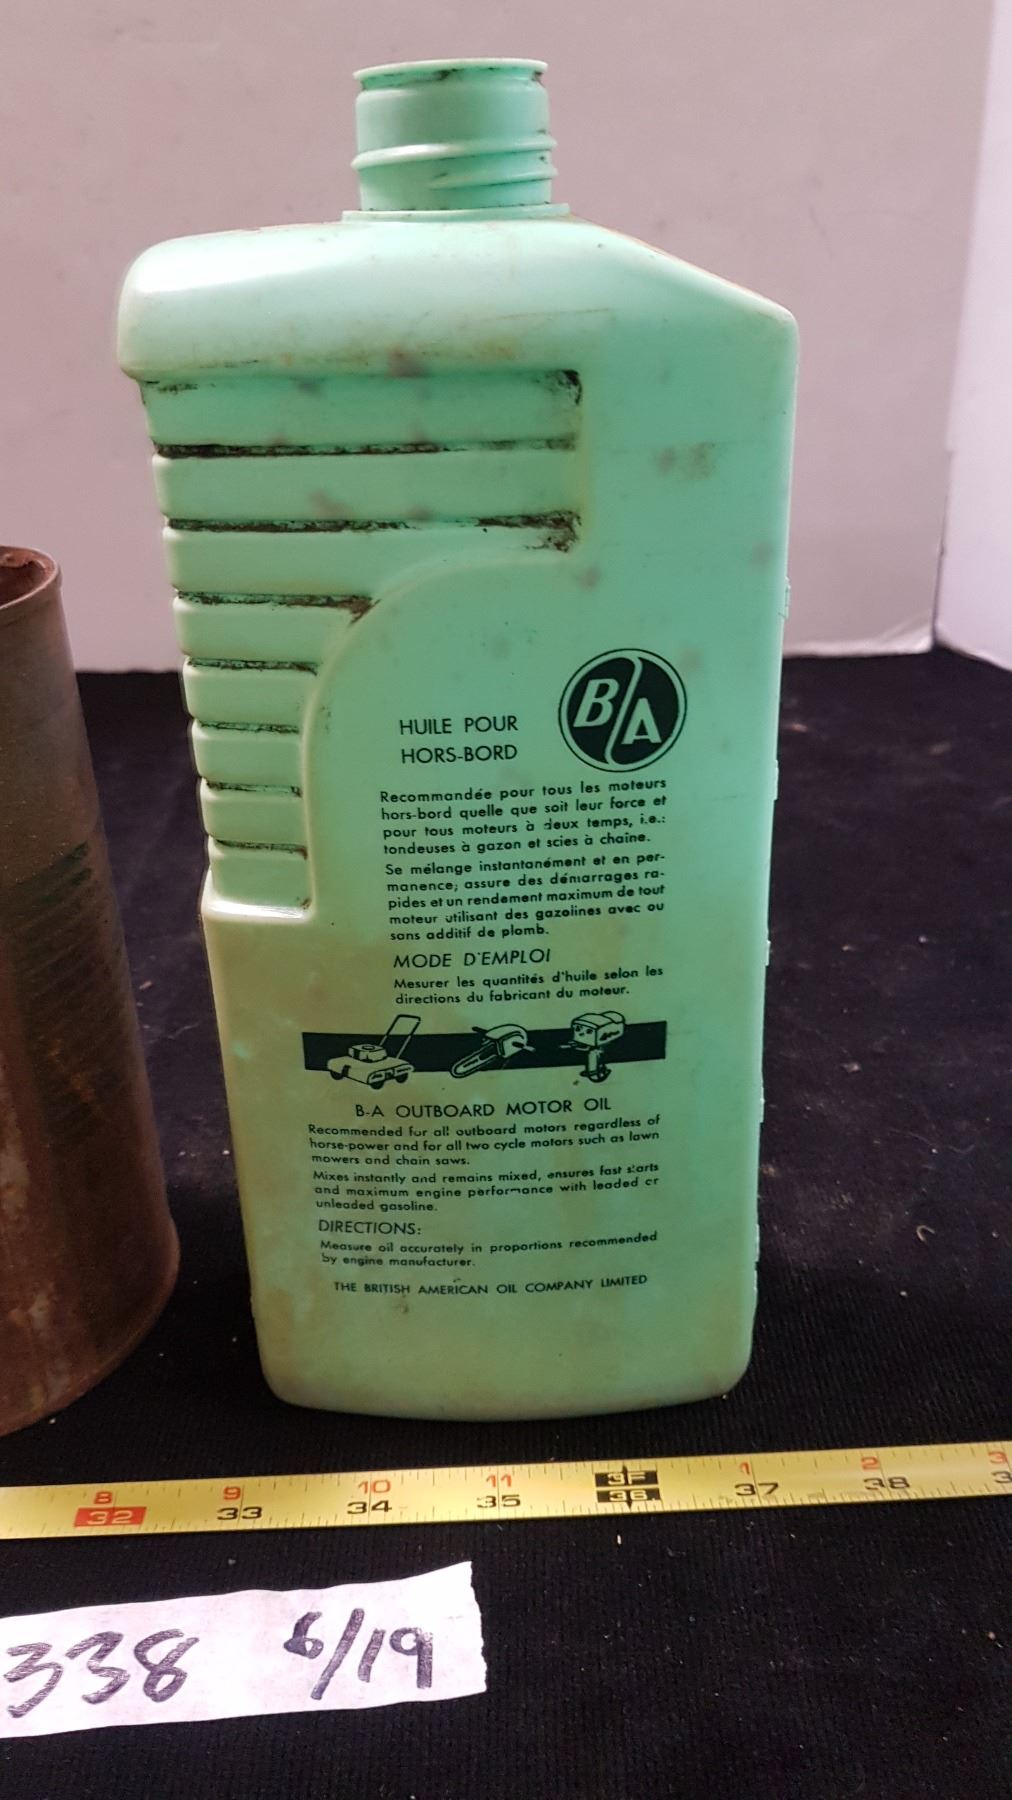 B/A
HUILE POUR
HORS-BORD
Recommandée pour tous les moteurs
hors-bord quelle que soit leur force et
pour tous moteurs à deux temps, i.e.:
tondeuses à gazon et scies à chaîne.
Se mélange instantanément et en per-
manence; assure des démarrages ra-
pides et un rendement maximum de tout
moteur utilisant des gazolines avec ou
sans additif de plomb.
MODE D'EMPLOI
Mesurer les quantités d'huile selon les
directions du fabricant du moteur.
B-A OUTBOARD MOTOR OIL
Recommended for all outboard motors regardless of
horse-power and for all two cycle motors such as lawn
mowers and chain saws.
Mixes instantly and remains mixed, ensures fast starts
and maximum engine performance with leaded or
unleaded gasoline.
DIRECTIONS:
Measure oil accurately in proportions recommended
by engine manufacturer.
THE BRITISH AMERICAN OIL COMPANY LIMITED
8 9 10 11 3F 1 2 3
32 33 34 35 36 37 38 3
338 6/19